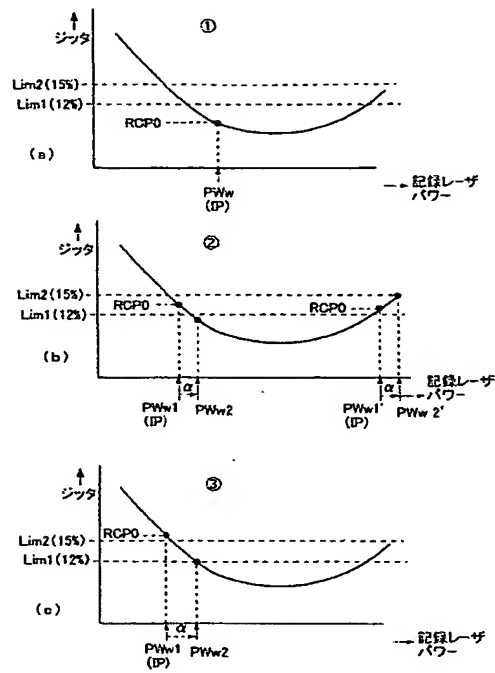 ①
ジッタ
Lim2(15%)
Lim1(12%)
RCP0
(a)
PWw
(IP)
記録レーザ
パワー
②
ジッタ
Lim2(15%)
RCP0
RCP0
Lim1(12%)
(b)
α
α
記録レーザ
パワー
PWw1
(IP)
PWw2
PWw1'
(IP)
PWw 2'
③
ジッタ
RCP0
Lim2(15%)
Lim1(12%)
(c)
α
PWw1
(IP)
PWw2
記録レーザ
パワー